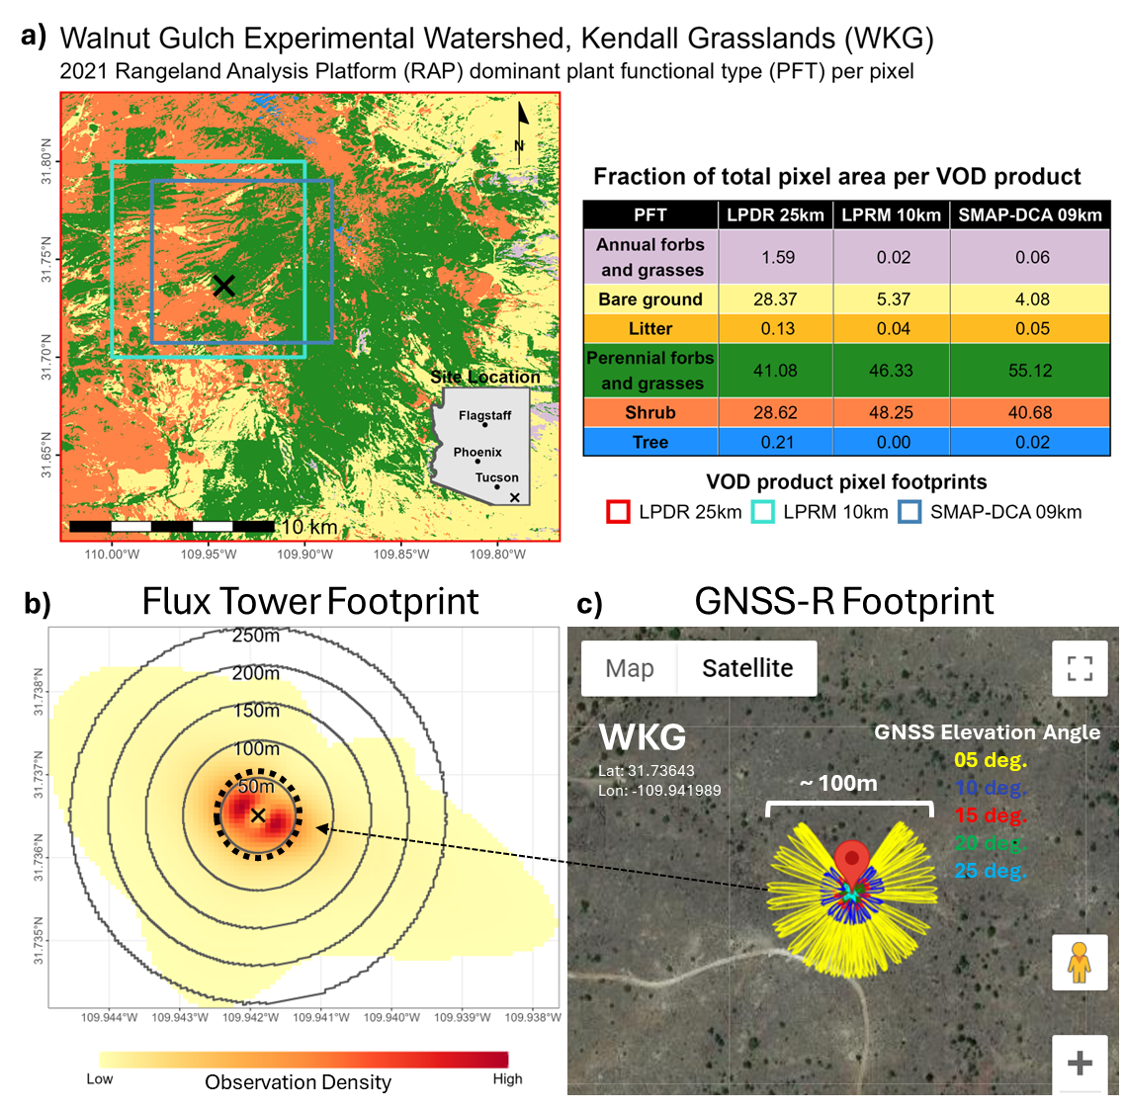 a) Walnut Gulch Experimental Watershed, Kendall Grasslands (WKG)
2021 Rangeland Analysis Platform (RAP) dominant plant functional type (PFT) per pixel
N
31.80°N
31.75°N
31.70°N
31.65°N
Site Location
Flagstaff
Phoenix
Tucson
10 km
110.00°W 109.95°W 109.90°W 109.85°W 109.80°W
Fraction of total pixel area per VOD product
PFT LPDR 25km LPRM 10km SMAP-DCA 09km
Annual forbs
and grasses 1.59 0.02 0.06
Bare ground 28.37 5.37 4.08
Litter 0.13 0.04 0.05
Perennial forbs
and grasses 41.08 46.33 55.12
Shrub 28.62 48.25 40.68
Tree 0.21 0.00 0.02
VOD product pixel footprints
LPDR 25km LPRM 10km SMAP-DCA 09km
b) Flux Tower Footprint
250m
200m
150m
100m
50m
31.738°N
31.737°N
31.736°N
31.735°N
109.944°W 109.943°W 109.942°W 109.941°W 109.940°W 109.939°W 109.938°W
Low Observation Density High
c) GNSS-R Footprint
Map Satellite
WKG
Lat: 31.73643
Lon: -109.941989
GNSS Elevation Angle
05 deg.
10 deg.
15 deg.
20 deg.
25 deg.
~ 100m